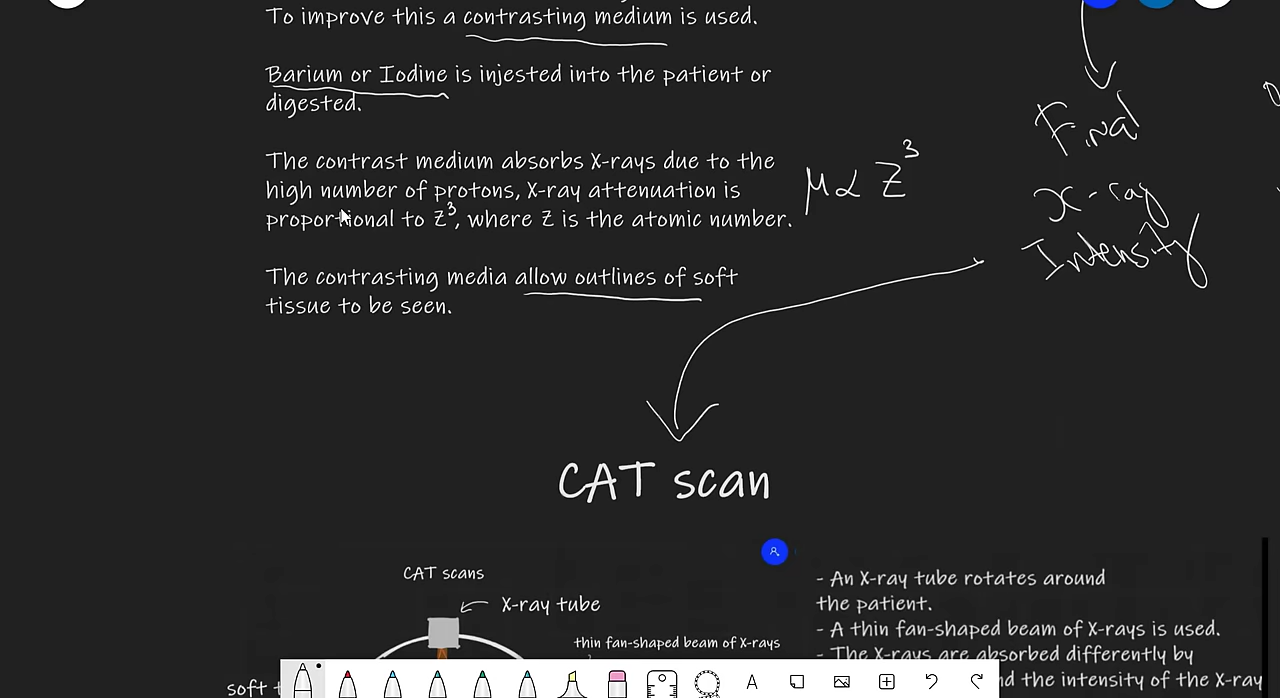 To improve this a contrasting medium is used.
Barium or Iodine is injested into the patient or
digested.
The contrast medium absorbs X-rays due to the
high number of protons, X-ray attenuation is
proportional to Z³, where Z is the atomic number.
μ ∝ Z³
The contrasting media allow outlines of soft
tissue to be seen.
Final
x-ray
Intensity
CAT scan
CAT scans
X-ray tube
thin fan-shaped beam of X-rays
soft
- An X-ray tube rotates around
the patient.
- A thin fan-shaped beam of X-rays is used.
- The X-rays are absorbed differently by
nd the intensity of the X-ray
A